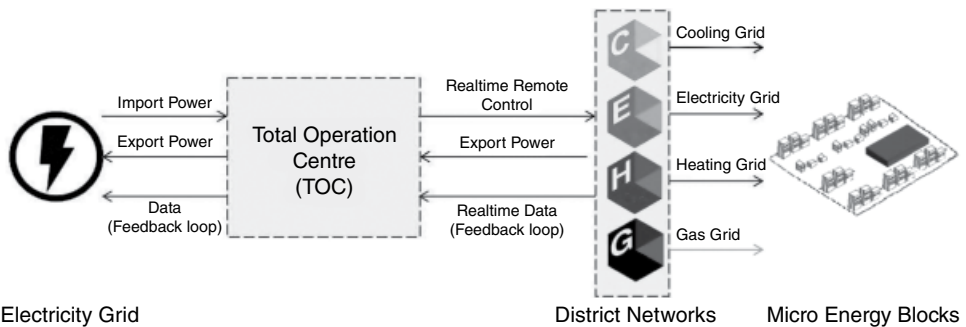 Import Power
Export Power
Data
(Feedback loop)
Electricity Grid
Total Operation
Centre
(TOC)
Realtime Remote
Control
Export Power
Realtime Data
(Feedback loop)
C
E
H
G
District Networks
Cooling Grid
Electricity Grid
Heating Grid
Gas Grid
Micro Energy Blocks